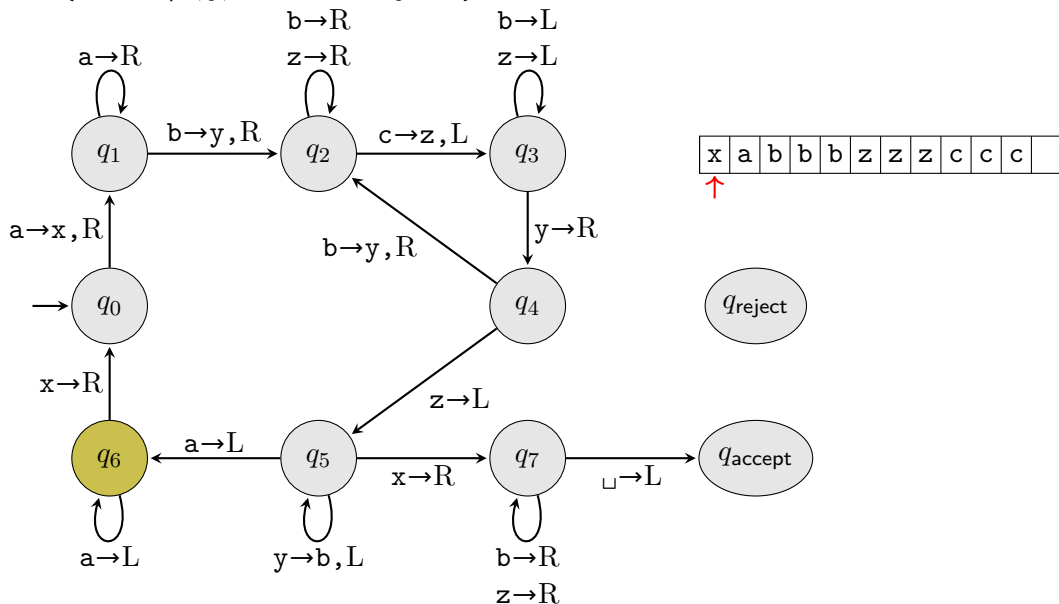 b→R
b→L
a→R
z→R
z→L
q1
b→y,R
q2
c→z,L
q3
x a b b b z z z c c c
↑
a→x,R
b→y,R
y→R
q0
q4
qreject
x→R
z→L
q6
a→L
q5
x→R
q7
␣→L
qaccept
a→L
y→b,L
b→R
z→R